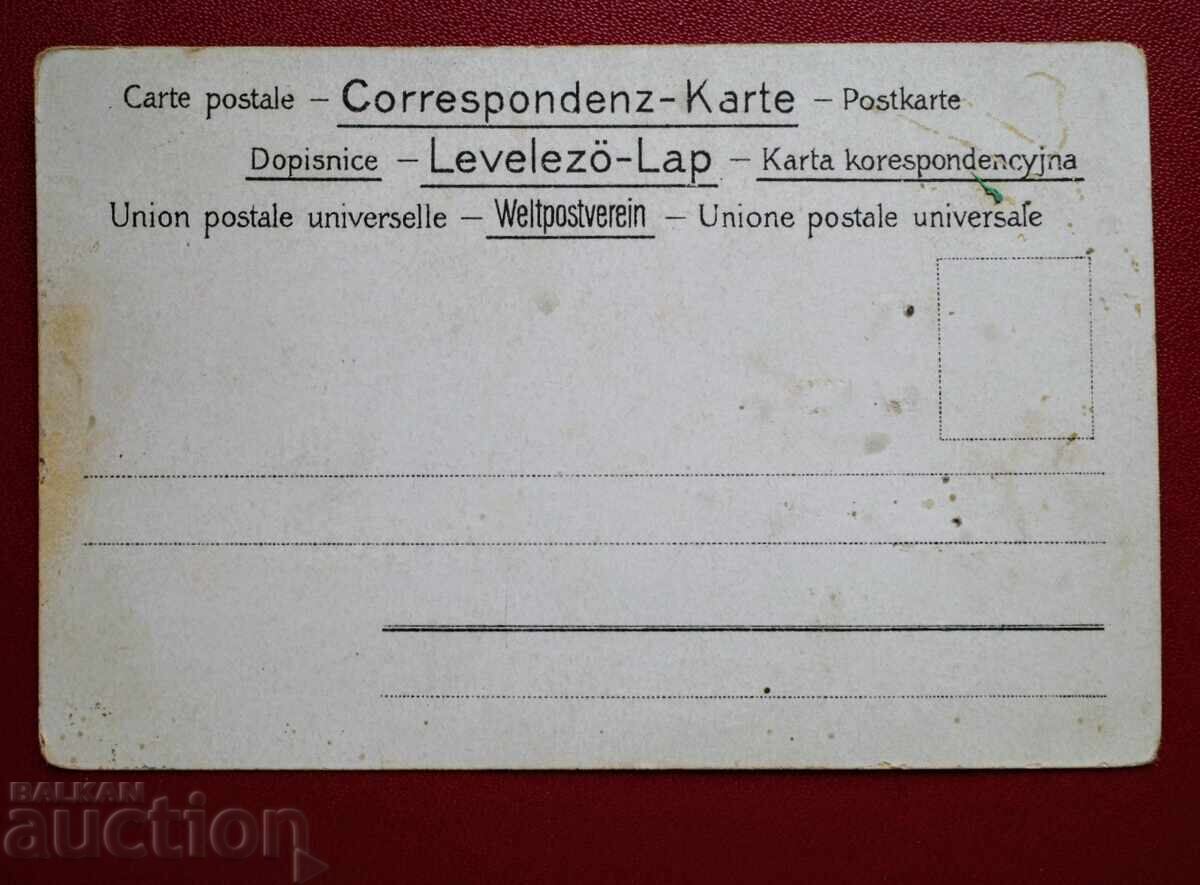 Carte postale – Correspondenz-Karte – Postkarte
Dopisnice – Levelezö-Lap – Karta korespondencyjna
Union postale universelle – Weltpostverein – Unione postale universale
BALKAN
auction